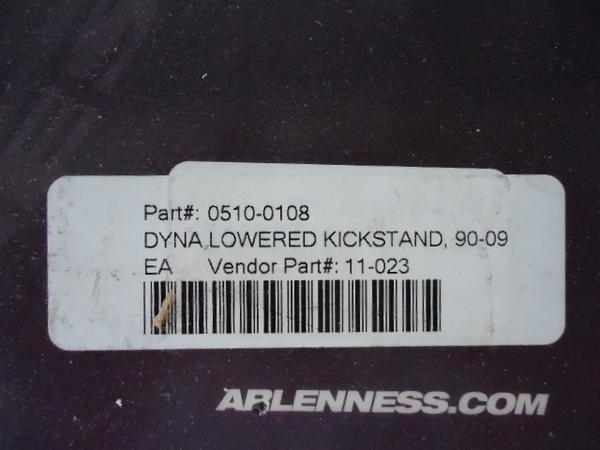 Part#: 0510-0108
DYNA,LOWERED KICKSTAND, 90-09
EA Vendor Part#: 11-023
ARLENNESS.COM